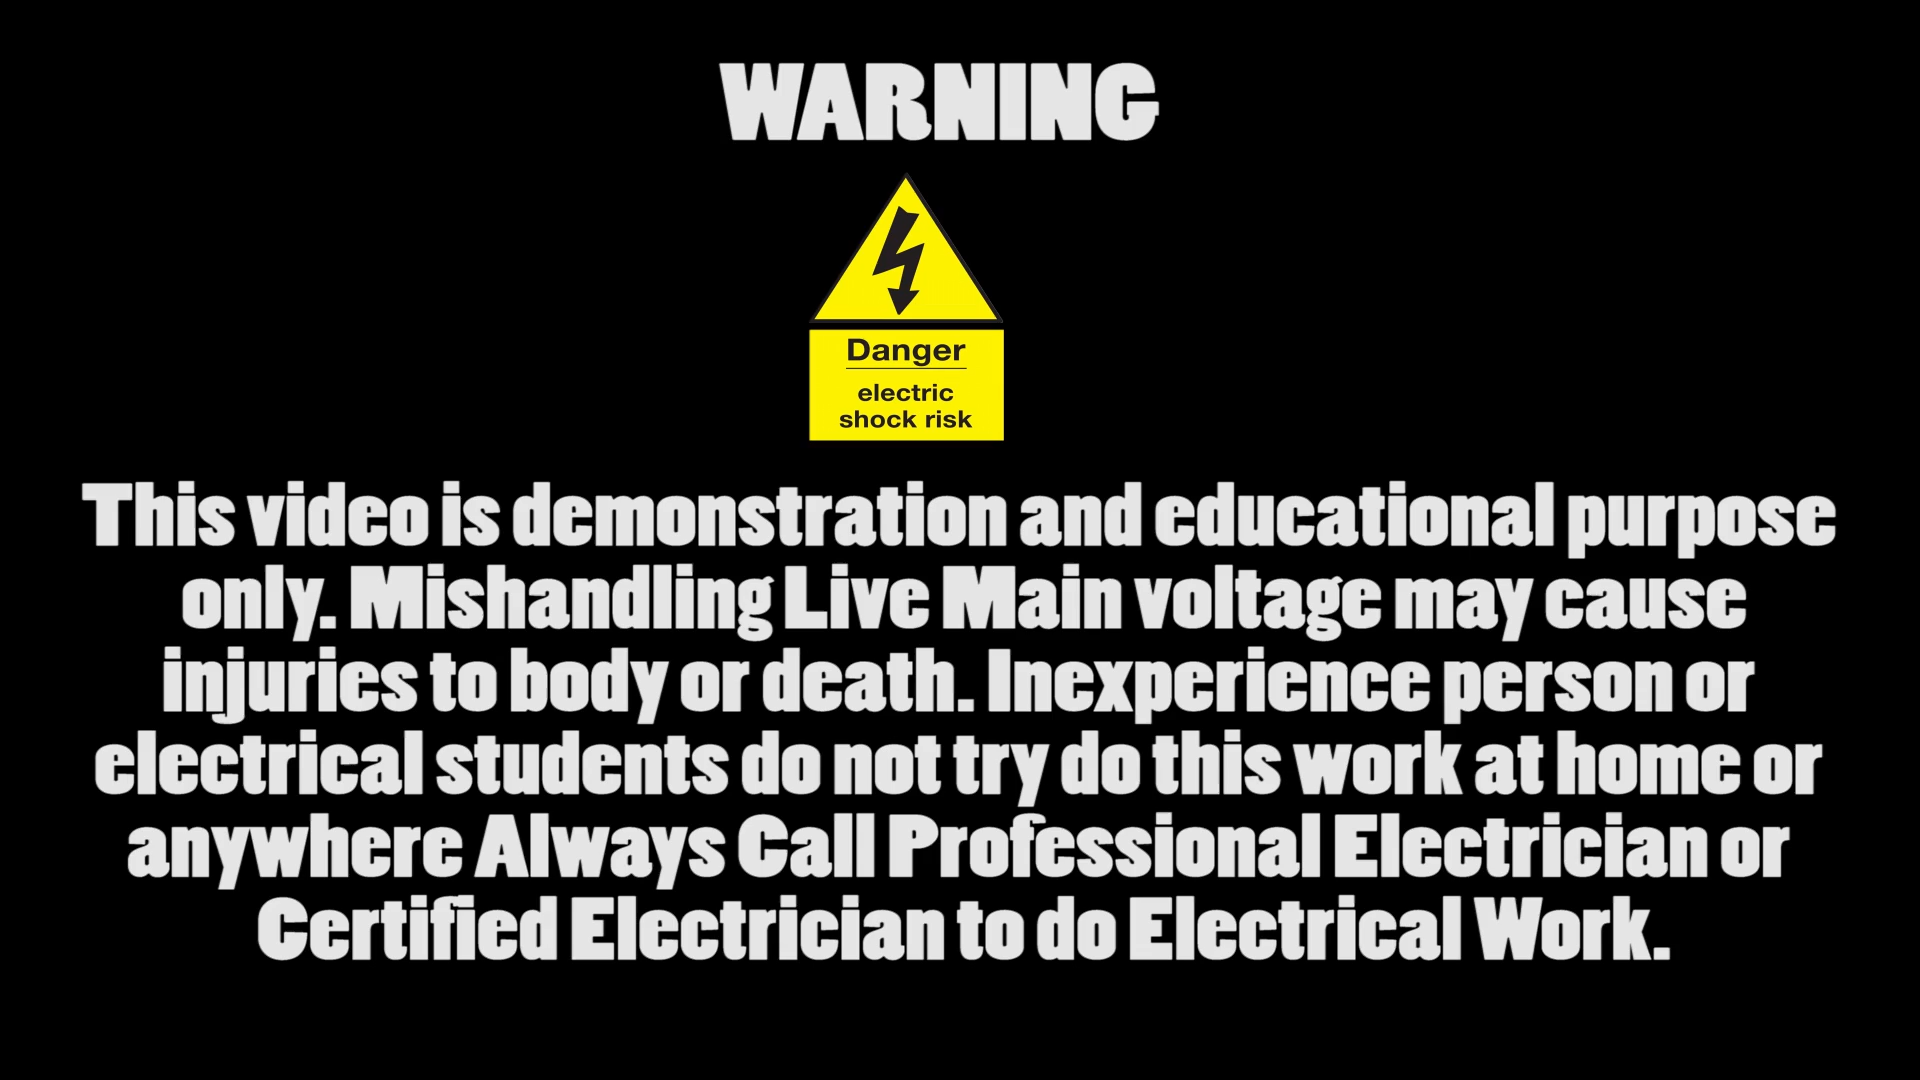 WARNING
Danger
electric
shock risk
This video is demonstration and educational purpose
only. Mishandling Live Main voltage may cause
injuries to body or death. Inexperience person or
electrical students do not try do this work at home or
anywhere Always Call Professional Electrician or
Certified Electrician to do Electrical Work.